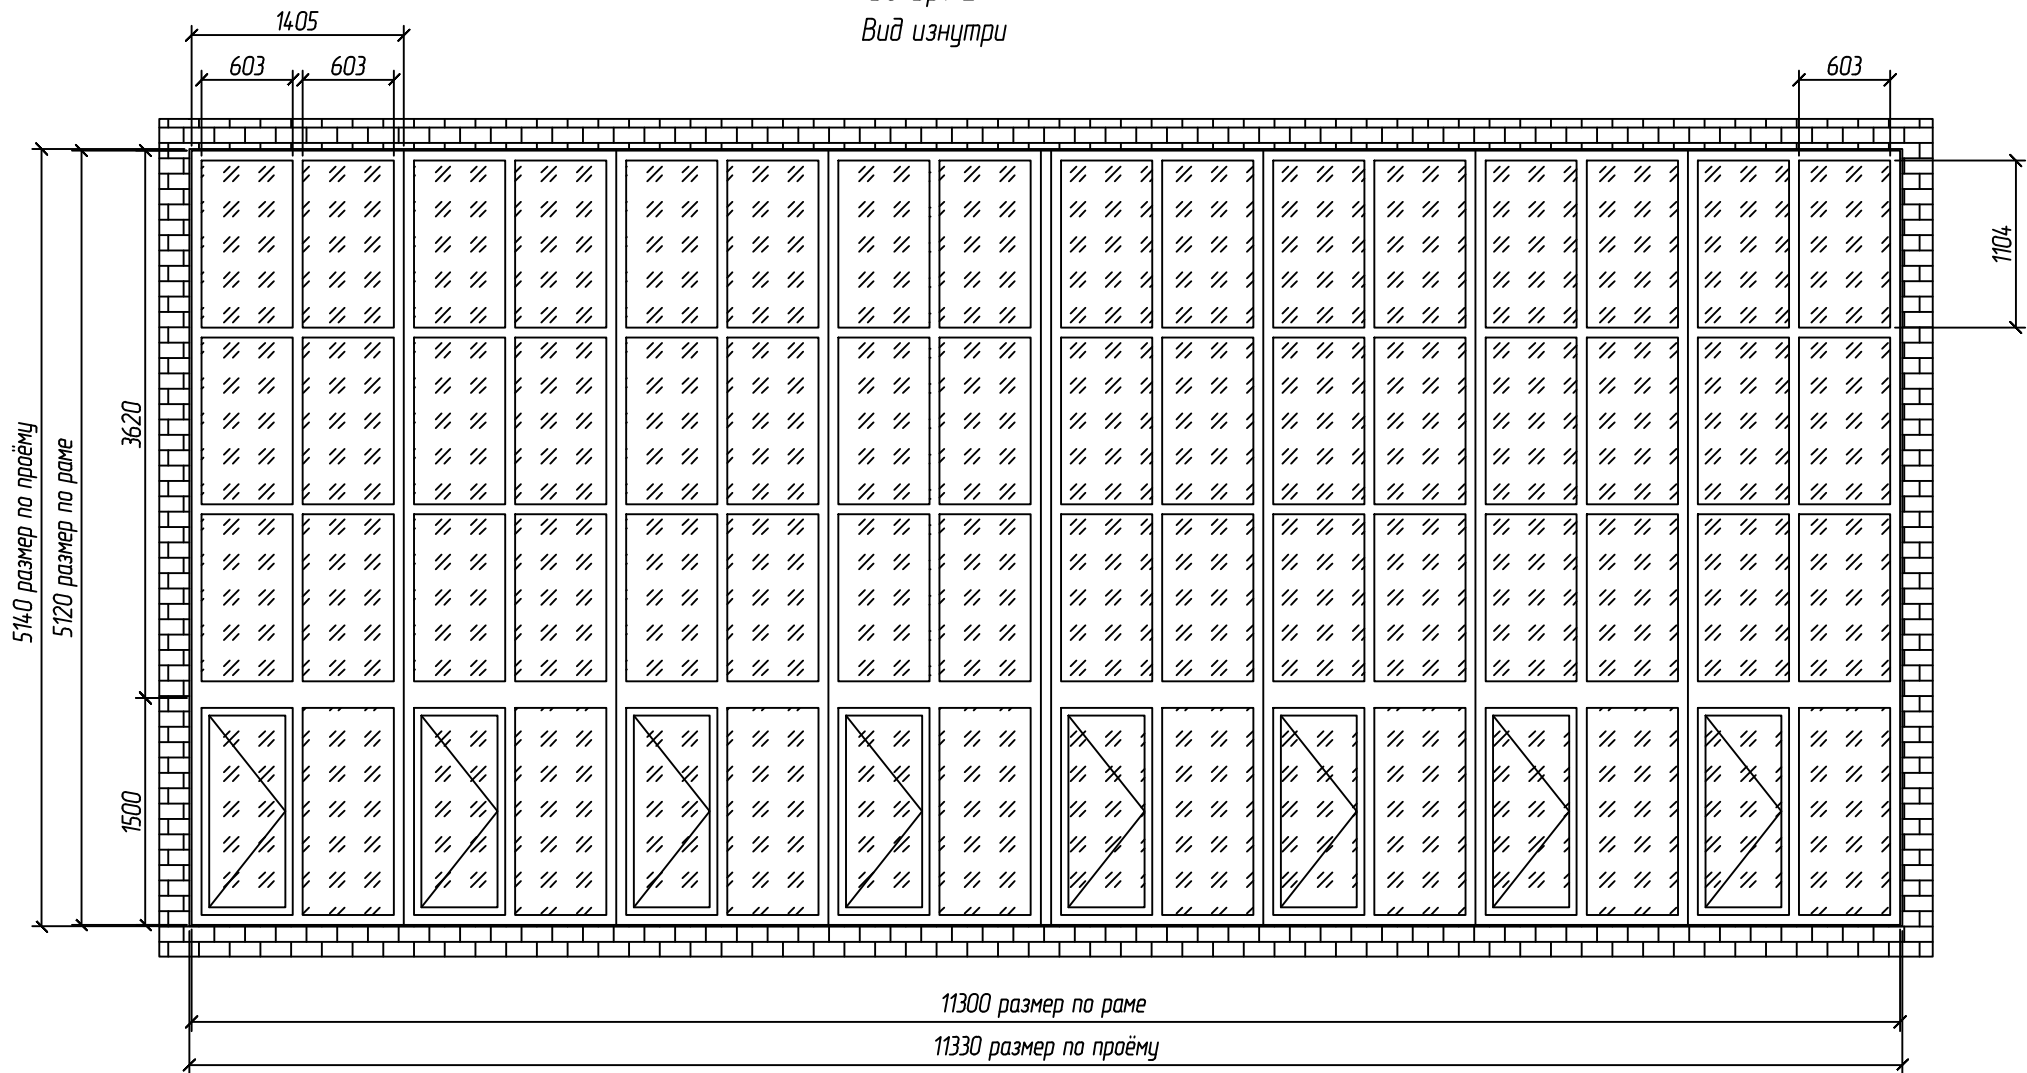 Вид изнутри
1405
603
603
603
1104
3620
5140 размер по проёму
5120 размер по раме
1500
11300 размер по раме
11330 размер по проёму